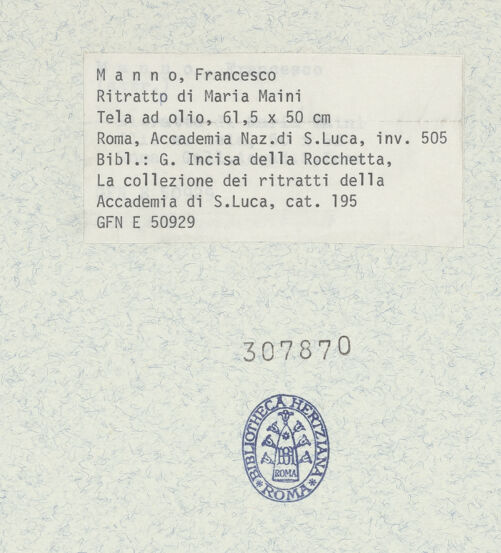 M a n n o, Francesco
Ritratto di Maria Maini
Tela ad olio, 61,5 x 50 cm
Roma, Accademia Naz.di S.Luca, inv. 505
Bibl.: G. Incisa della Rocchetta,
La collezione dei ritratti della
Accademia di S.Luca, cat. 195
GFN E 50929
307870
*BIBLIOTHECA HERTZIANA*
ROMA
ROMA